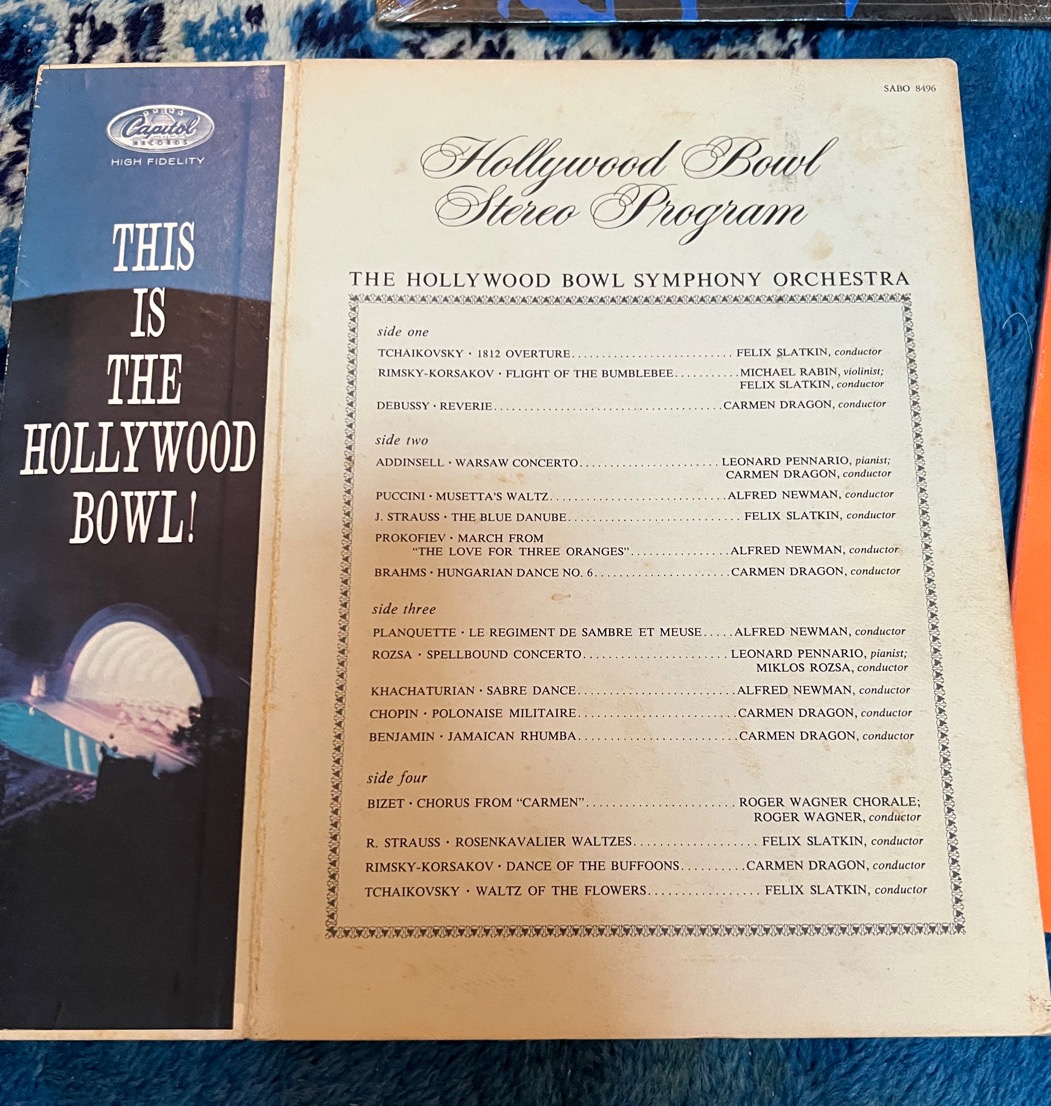 Capitol
RECORDS
HIGH FIDELITY
THIS
IS
THE
HOLLYWOOD
BOWL!
SABO 8496
Hollywood Bowl
Stereo Program
THE HOLLYWOOD BOWL SYMPHONY ORCHESTRA
side one
TCHAIKOVSKY · 1812 OVERTURE.......................... FELIX SLATKIN, conductor
RIMSKY-KORSAKOV · FLIGHT OF THE BUMBLEBEE..........MICHAEL RABIN, violinist;
FELIX SLATKIN, conductor
DEBUSSY · REVERIE.....................................CARMEN DRAGON, conductor
side two
ADDINSELL · WARSAW CONCERTO.......................LEONARD PENNARIO, pianist;
CARMEN DRAGON, conductor
PUCCINI · MUSETTA'S WALTZ............................ALFRED NEWMAN, conductor
J. STRAUSS · THE BLUE DANUBE............................ FELIX SLATKIN, conductor
PROKOFIEV · MARCH FROM
"THE LOVE FOR THREE ORANGES"................ALFRED NEWMAN, conductor
BRAHMS · HUNGARIAN DANCE NO. 6......................CARMEN DRAGON, conductor
side three
PLANQUETTE · LE REGIMENT DE SAMBRE ET MEUSE.....ALFRED NEWMAN, conductor
ROZSA · SPELLBOUND CONCERTO.......................LEONARD PENNARIO, pianist;
MIKLOS ROZSA, conductor
KHACHATURIAN · SABRE DANCE.........................ALFRED NEWMAN, conductor
CHOPIN · POLONAISE MILITAIRE.........................CARMEN DRAGON, conductor
BENJAMIN · JAMAICAN RHUMBA.........................CARMEN DRAGON, conductor
side four
BIZET · CHORUS FROM "CARMEN".......................ROGER WAGNER CHORALE;
ROGER WAGNER, conductor
R. STRAUSS · ROSENKAVALIER WALTZES................... FELIX SLATKIN, conductor
RIMSKY-KORSAKOV · DANCE OF THE BUFFOONS..........CARMEN DRAGON, conductor
TCHAIKOVSKY · WALTZ OF THE FLOWERS................. FELIX SLATKIN, conductor